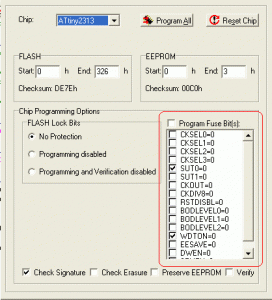 Chip: ATtiny2313 Program All Reset Chip
FLASH
Start: 0 h End: 326 h
Checksum: DE7Eh
EEPROM
Start: 0 h End: 3 h
Checksum: 00C0h
Chip Programming Options
FLASH Lock Bits
No Protection
Programming disabled
Programming and Verification disabled
Program Fuse Bit(s):
CKSEL0=0
CKSEL1=0
CKSEL2=0
CKSEL3=0
SUT0=0
SUT1=0
CKOUT=0
CKDIV8=0
RSTDISBL=0
BODLEVEL0=0
BODLEVEL1=0
BODLEVEL2=0
WDTON=0
EESAVE=0
DWEN=0
Check Signature Check Erasure Preserve EEPROM Verify